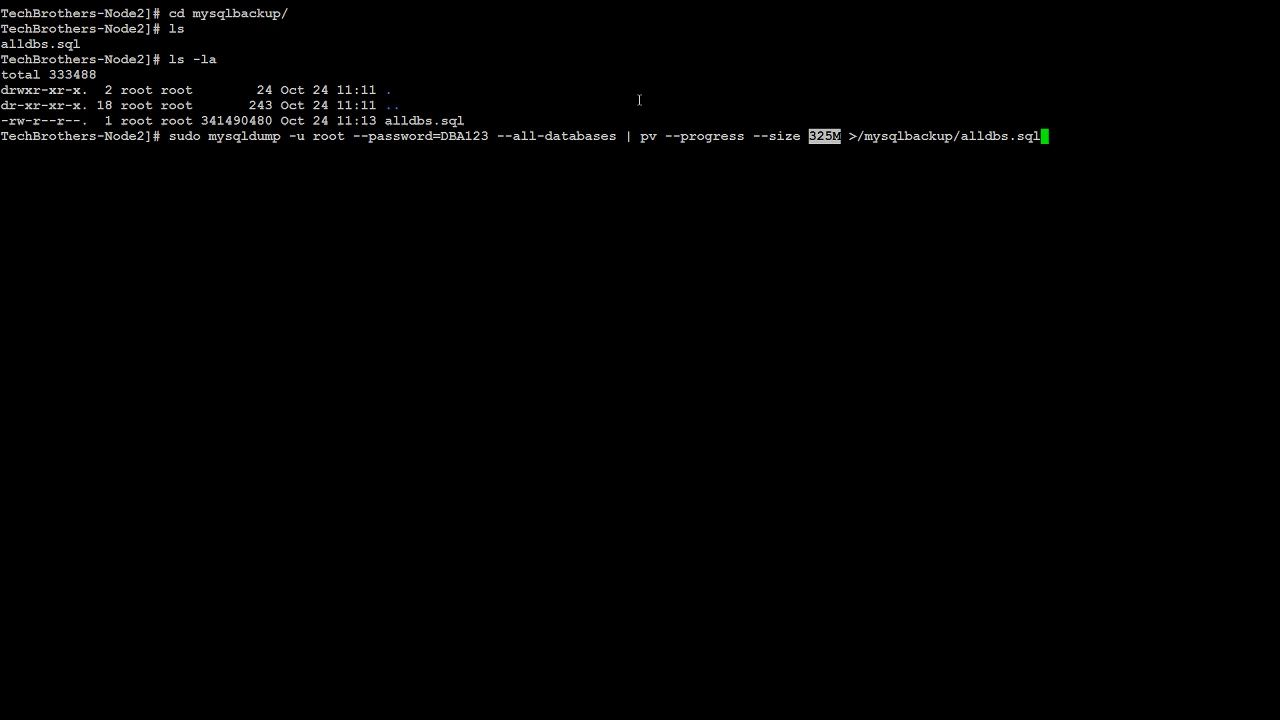 TechBrothers-Node2]# cd mysqlbackup/
TechBrothers-Node2]# ls
alldbs.sql
TechBrothers-Node2]# ls -la
total 333488
drwxr-xr-x.  2 root root        24 Oct 24 11:11 .
dr-xr-xr-x. 18 root root       243 Oct 24 11:11 ..
-rw-r--r--.  1 root root 341490480 Oct 24 11:13 alldbs.sql
TechBrothers-Node2]# sudo mysqldump -u root --password=DBA123 --all-databases | pv --progress --size 325M >/mysqlbackup/alldbs.sql